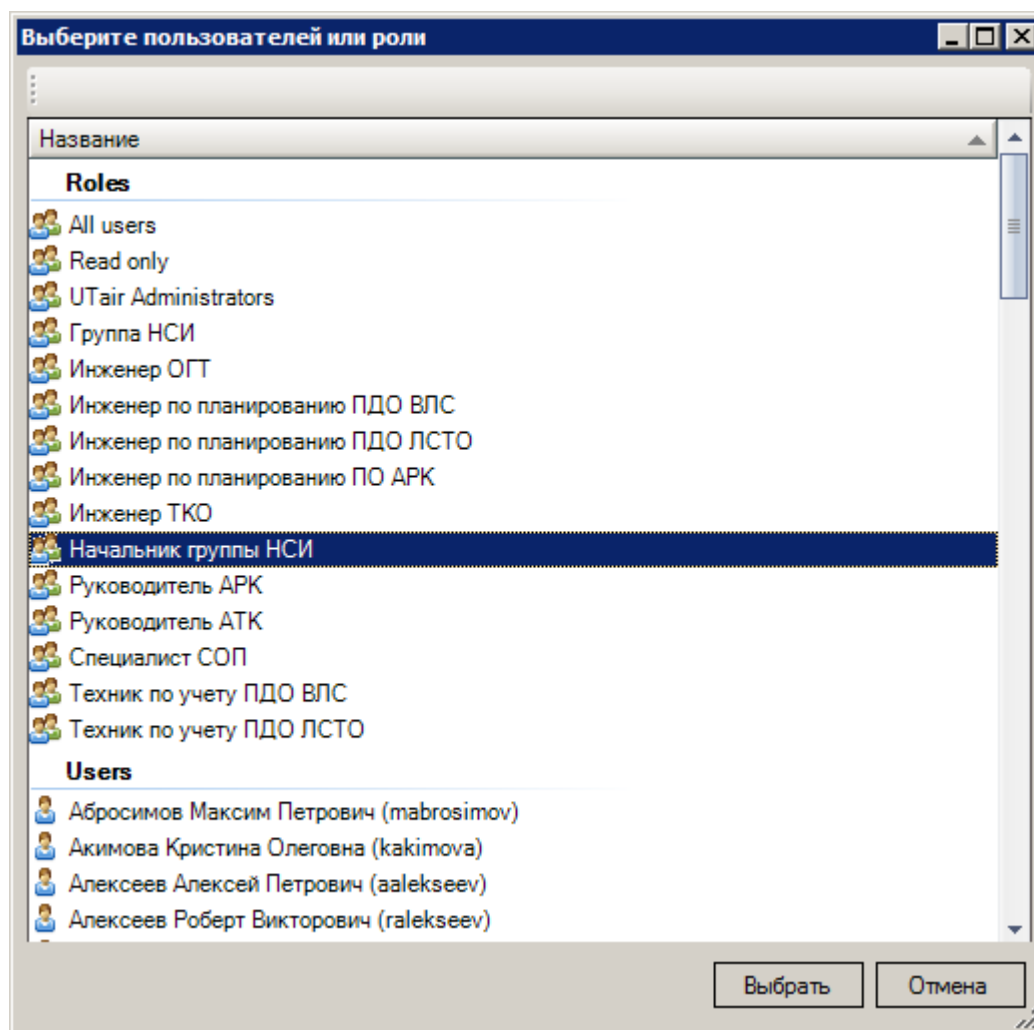 Выберите пользователей или роли
Название
Roles
All users
Read only
UTair Administrators
Группа НСИ
Инженер ОГТ
Инженер по планированию ПДО ВЛС
Инженер по планированию ПДО ЛСТО
Инженер по планированию ПО АРК
Инженер ТКО
Начальник группы НСИ
Руководитель АРК
Руководитель АТК
Специалист СОП
Техник по учету ПДО ВЛС
Техник по учету ПДО ЛСТО
Users
Абросимов Максим Петрович (mabrosimov)
Акимова Кристина Олеговна (kakimova)
Алексеев Алексей Петрович (aalekseev)
Алексеев Роберт Викторович (ralekseev)
Выбрать Отмена